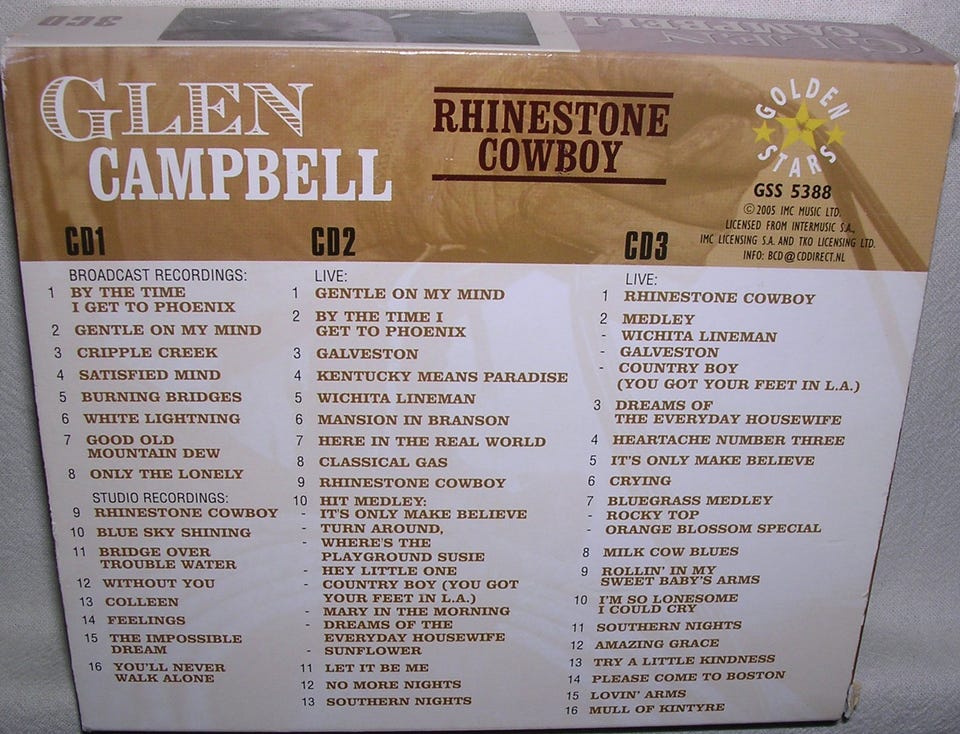 3CD
GLEN CAMPBELL
GLEN
CAMPBELL
RHINESTONE
COWBOY
GOLDEN
STARS
GSS 5388
© 2005 IMC MUSIC LTD.
LICENSED FROM INTERMUSIC S.A.,
IMC LICENSING S.A. AND TKO LICENSING LTD.
INFO: BCD@CDDIRECT.NL
CD1
BROADCAST RECORDINGS:
1 BY THE TIME
I GET TO PHOENIX
2 GENTLE ON MY MIND
3 CRIPPLE CREEK
4 SATISFIED MIND
5 BURNING BRIDGES
6 WHITE LIGHTNING
7 GOOD OLD
MOUNTAIN DEW
8 ONLY THE LONELY
STUDIO RECORDINGS:
9 RHINESTONE COWBOY
10 BLUE SKY SHINING
11 BRIDGE OVER
TROUBLE WATER
12 WITHOUT YOU
13 COLLEEN
14 FEELINGS
15 THE IMPOSSIBLE
DREAM
16 YOU'LL NEVER
WALK ALONE
CD2
LIVE:
1 GENTLE ON MY MIND
2 BY THE TIME I
GET TO PHOENIX
3 GALVESTON
4 KENTUCKY MEANS PARADISE
5 WICHITA LINEMAN
6 MANSION IN BRANSON
7 HERE IN THE REAL WORLD
8 CLASSICAL GAS
9 RHINESTONE COWBOY
10 HIT MEDLEY:
- IT'S ONLY MAKE BELIEVE
- TURN AROUND,
- WHERE'S THE
PLAYGROUND SUSIE
- HEY LITTLE ONE
- COUNTRY BOY (YOU GOT
YOUR FEET IN L.A.)
- MARY IN THE MORNING
- DREAMS OF THE
EVERYDAY HOUSEWIFE
- SUNFLOWER
11 LET IT BE ME
12 NO MORE NIGHTS
13 SOUTHERN NIGHTS
CD3
LIVE:
1 RHINESTONE COWBOY
2 MEDLEY
- WICHITA LINEMAN
- GALVESTON
- COUNTRY BOY
(YOU GOT YOUR FEET IN L.A.)
3 DREAMS OF
THE EVERYDAY HOUSEWIFE
4 HEARTACHE NUMBER THREE
5 IT'S ONLY MAKE BELIEVE
6 CRYING
7 BLUEGRASS MEDLEY
- ROCKY TOP
- ORANGE BLOSSOM SPECIAL
8 MILK COW BLUES
9 ROLLIN' IN MY
SWEET BABY'S ARMS
10 I'M SO LONESOME
I COULD CRY
11 SOUTHERN NIGHTS
12 AMAZING GRACE
13 TRY A LITTLE KINDNESS
14 PLEASE COME TO BOSTON
15 LOVIN' ARMS
16 MULL OF KINTYRE